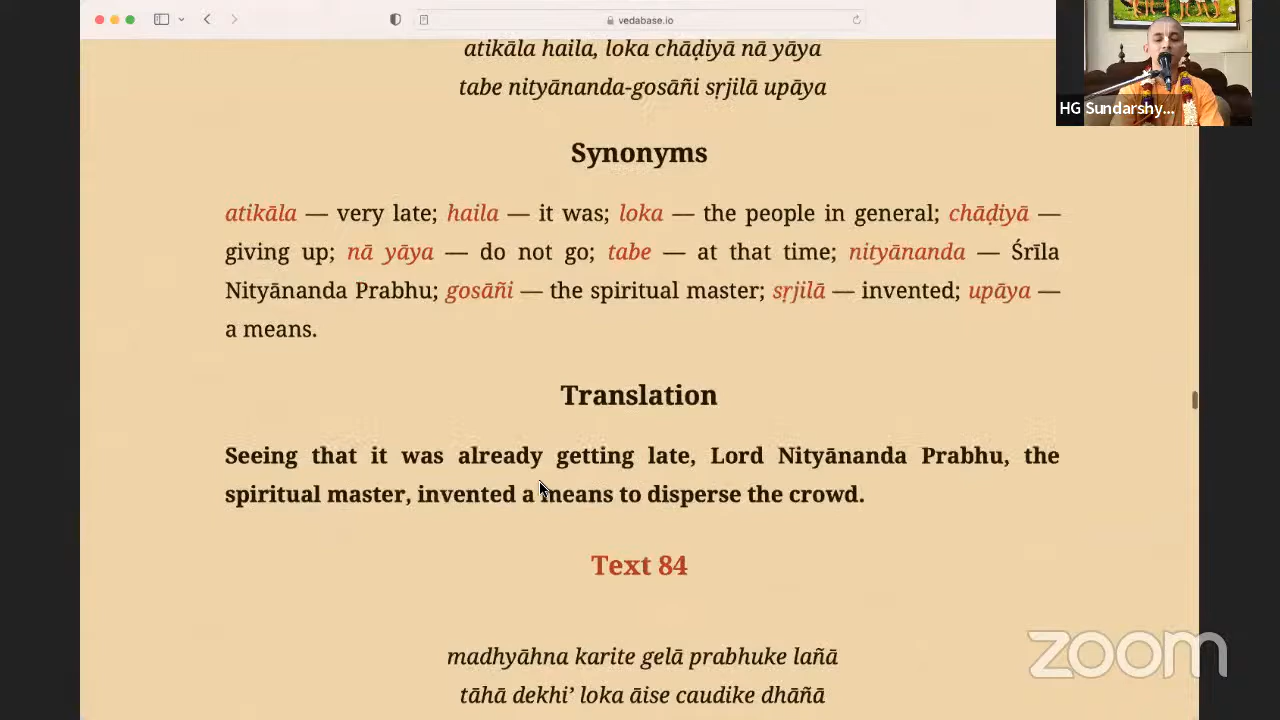 vedabase.io
atikāla haila, loka chāḍiyā nā yāya
tabe nityānanda-gosāñi sṛjilā upāya
HG Sundarshy...
Synonyms
atikāla — very late; haila — it was; loka — the people in general; chāḍiyā —
giving up; nā yāya — do not go; tabe — at that time; nityānanda — Śrīla
Nityānanda Prabhu; gosāñi — the spiritual master; sṛjilā — invented; upāya —
a means.
Translation
Seeing that it was already getting late, Lord Nityānanda Prabhu, the
spiritual master, invented a means to disperse the crowd.
Text 84
madhyāhna karite gelā prabhuke lañā
tāhā dekhi’ loka āise caudike dhāñā
zoom